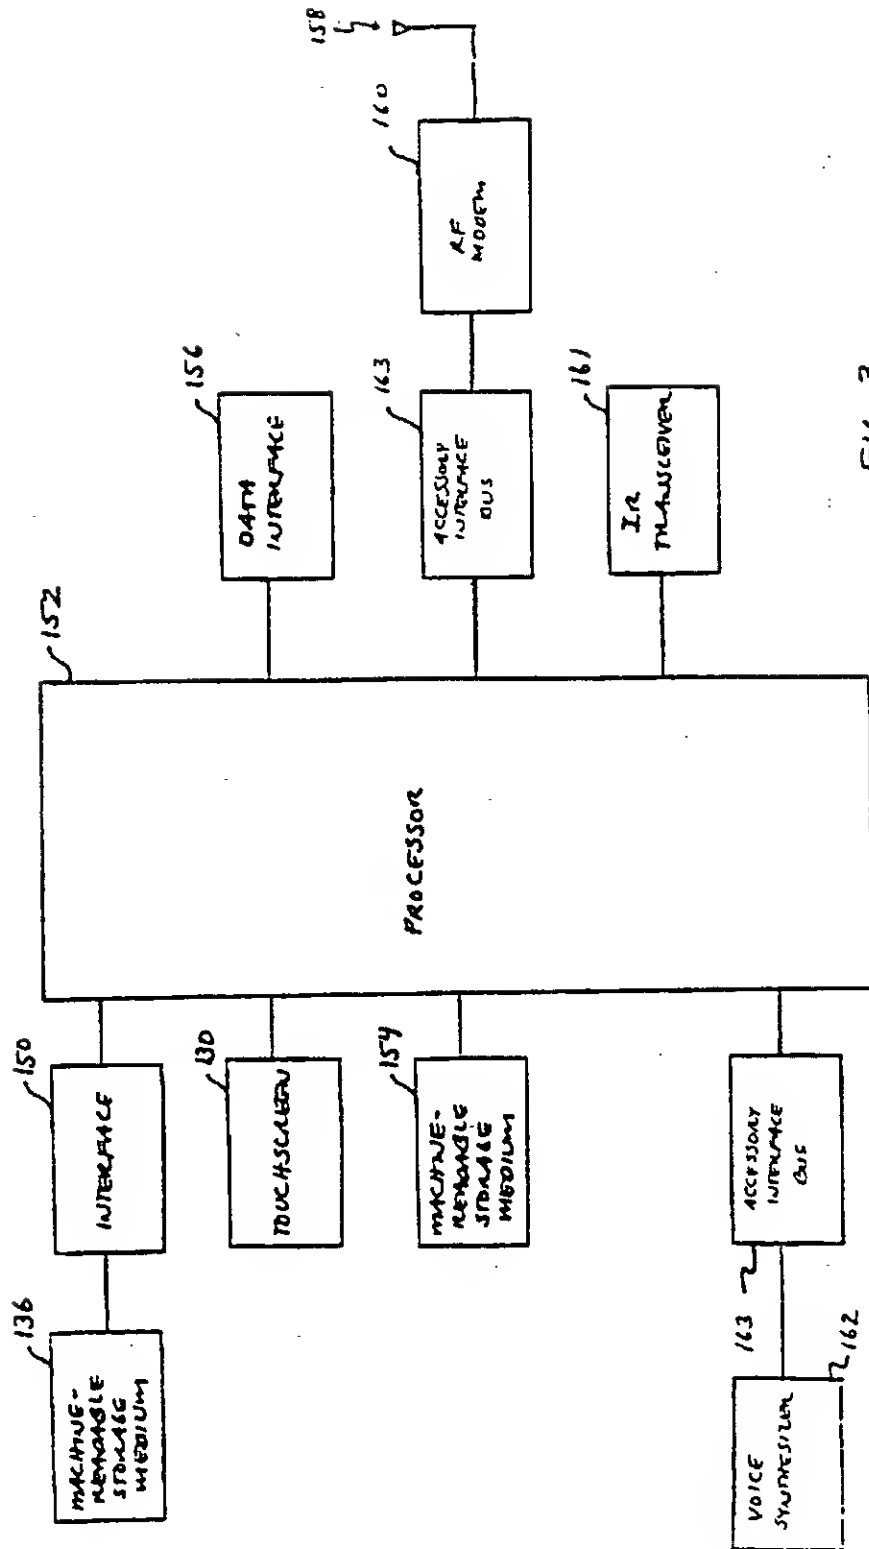 136
MACHINE-
READABLE
STORAGE
MEDIUM
150
INTERFACE
130
TOUCHSCREEN
154
MACHINE-
READABLE
STORAGE
MEDIUM
162
VOICE
SYNTHESIZER
163
ACCESSORY
INTERFACE
BUS
152
PROCESSOR
156
DATA
INTERFACE
163
ACCESSORY
INTERFACE
BUS
160
RF
MODEM
158
161
IR
TRANSCEIVER